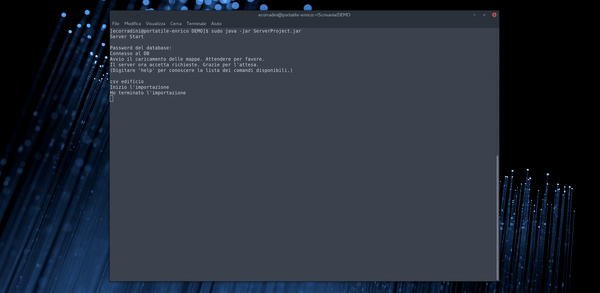 ecorradini@portatile-enrico:~/Scrivania/DEMO
File Modifica Visualizza Cerca Terminale Aiuto
[ecorradini@portatile-enrico DEMO]$ sudo java -jar ServerProject.jar
Server Start
Password del database:
Connesso al DB
Avvio il caricamento delle mappe. Attendere per favore.
Il server ora accetta richieste. Grazie per l'attesa.
(Digitare 'help' per conoscere la lista dei comandi disponibili.)
csv edificio
Inizio l'importazione
Ho terminato l'importazione